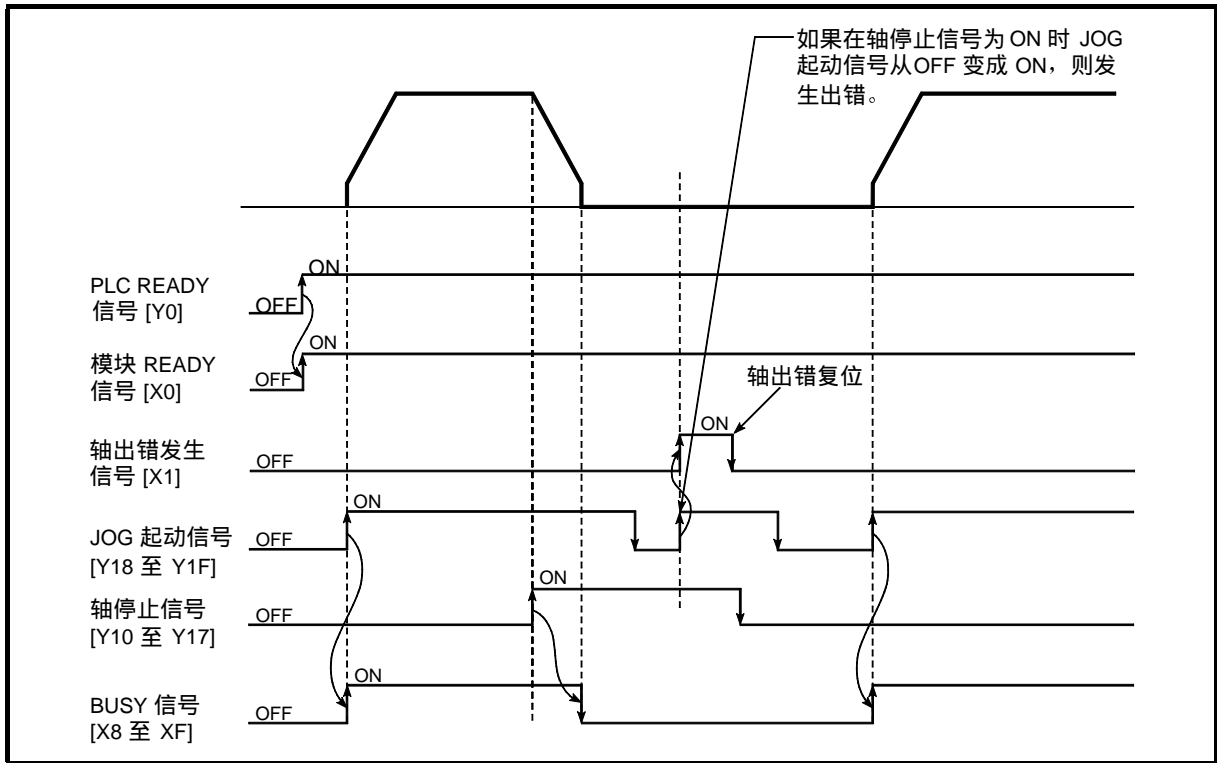 如果在轴停止信号为 ON 时 JOG
起动信号从OFF 变成 ON，则发
生出错。
PLC READY
信号 [Y0]
OFF
ON
模块 READY
信号 [X0]
OFF
ON
轴出错复位
轴出错发生
信号 [X1]
OFF
ON
JOG 起动信号
[Y18 至 Y1F]
OFF
ON
轴停止信号
[Y10 至 Y17]
OFF
ON
BUSY 信号
[X8 至 XF]
OFF
ON